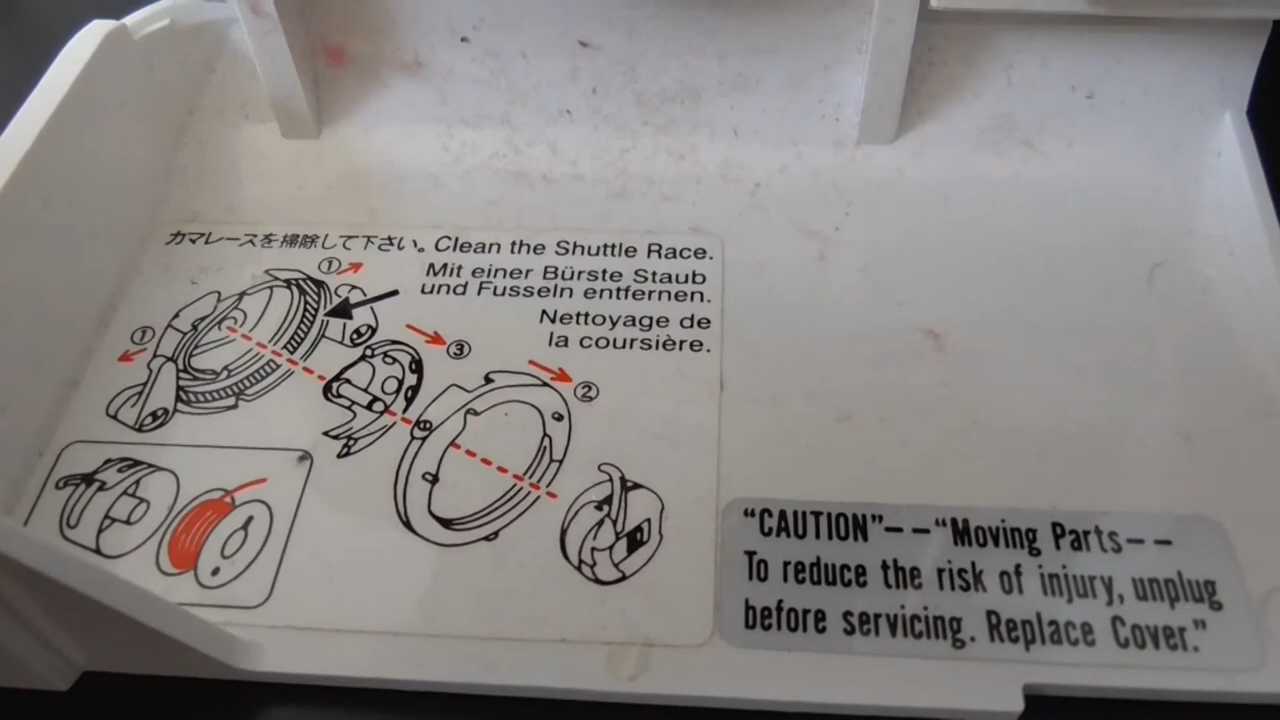 カマレースを掃除して下さい。Clean the Shuttle Race.
Mit einer Bürste Staub
und Fusseln entfernen.
Nettoyage de
la coursière.
①
①
③
②
“CAUTION”－－“Moving Parts－－
To reduce the risk of injury, unplug
before servicing. Replace Cover.”